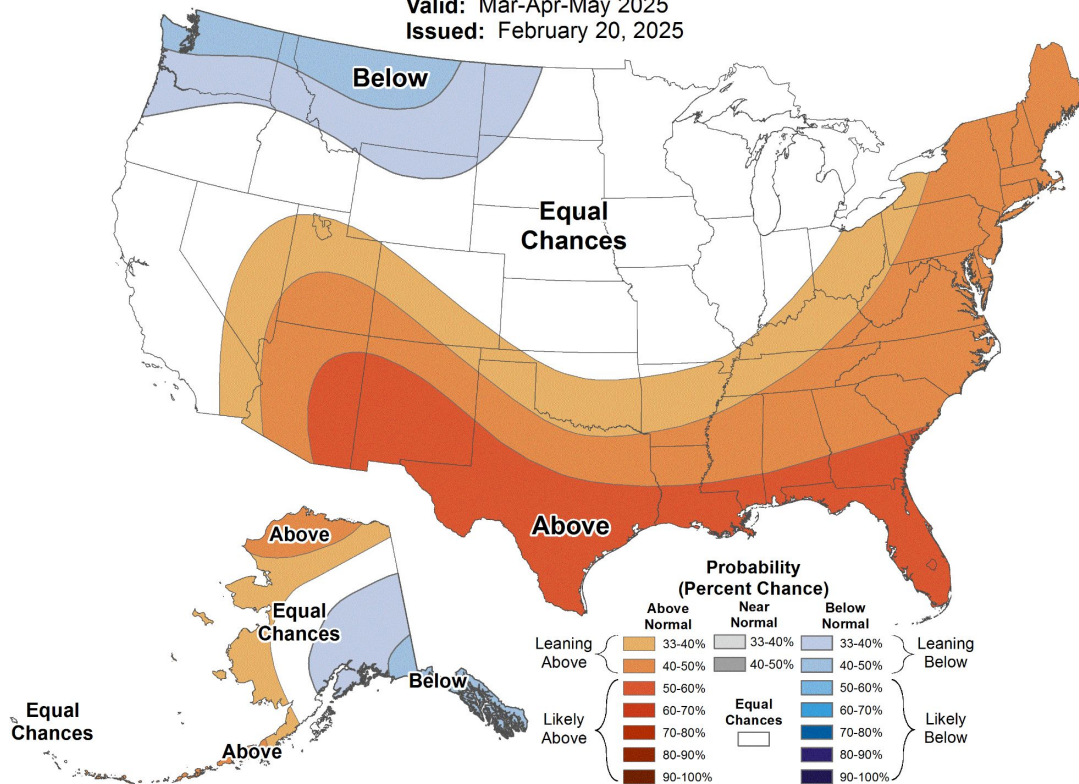 Valid: Mar-Apr-May 2025
Issued: February 20, 2025
Below
Equal
Chances
Above
Above
Equal
Chances
Below
Equal
Chances
Above
Probability
(Percent Chance)
Above
Normal
Near
Normal
Below
Normal
Leaning
Above
33-40%
40-50%
33-40%
40-50%
33-40%
40-50%
Leaning
Below
Likely
Above
50-60%
60-70%
70-80%
80-90%
90-100%
Equal
Chances
50-60%
60-70%
70-80%
80-90%
90-100%
Likely
Below